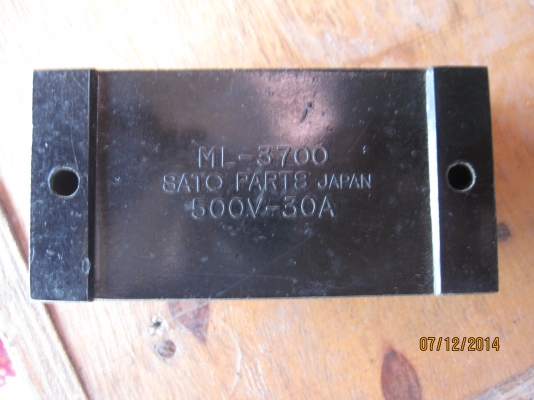 ML-3700
SATO PARTS JAPAN
500V-30A
07/12/2014